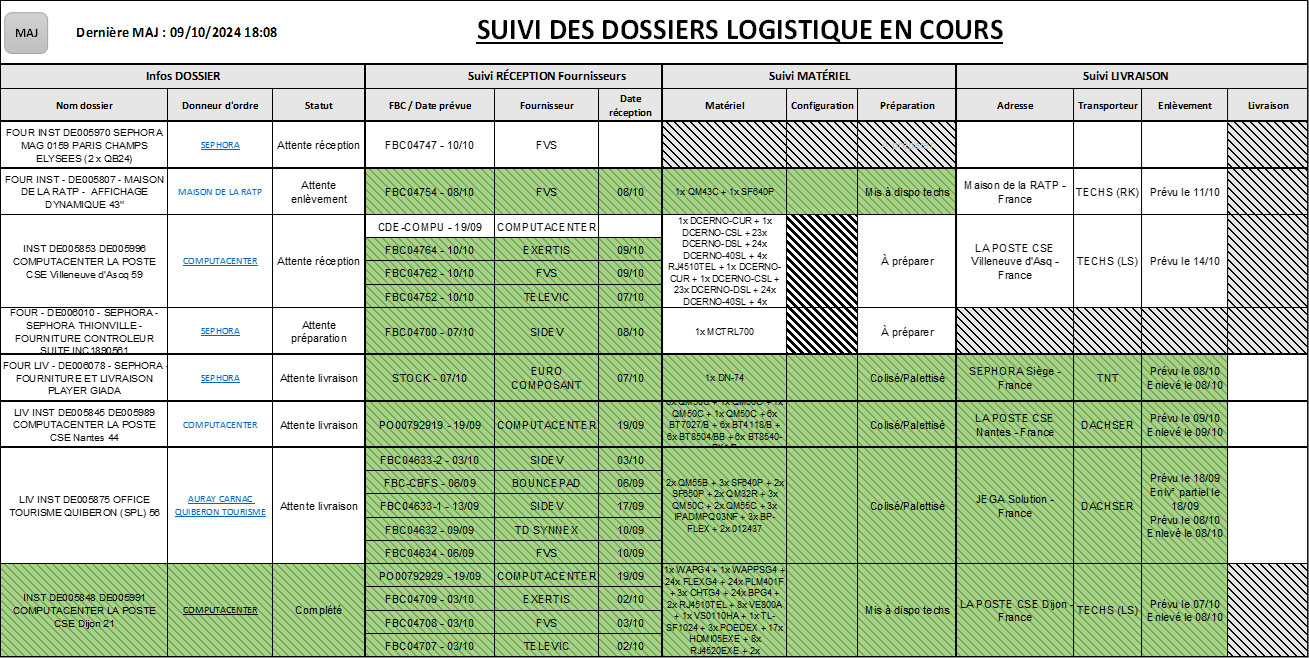 MAJ
Dernière MAJ : 09/10/2024 18:08
SUIVI DES DOSSIERS LOGISTIQUE EN COURS
Infos DOSSIER
Suivi RÉCEPTION Fournisseurs
Suivi MATÉRIEL
Suivi LIVRAISON
Nom dossier
Donneur d'ordre
Statut
FBC / Date prévue
Fournisseur
Date
réception
Matériel
Configuration
Préparation
Adresse
Transporteur
Enlèvement
Livraison
FOUR INST DE005970 SEPHORA
MAG 0159 PARIS CHAMPS
ELYSEES (2 x QB24)
SEPHORA
Attente réception
FBC04747 - 10/10
FVS
FOUR INST - DE005807 - MAISON
DE LA RATP - AFFICHAGE
DYNAMIQUE 43"
MAISON DE LA RATP
Attente
enlèvement
FBC04754 - 08/10
FVS
08/10
1x QM43C + 1x SF640P
Mis à dispo techs
Maison de la RATP -
France
TECHS (RK)
Prévu le 11/10
INST DE005853 DE005996
COMPUTACENTER LA POSTE
CSE Villeneuve d'Ascq 59
COMPUTACENTER
Attente réception
CDE-COMPU - 19/09
COMPUTACENTER
FBC04764 - 10/10
EXERTIS
09/10
FBC04762 - 10/10
FVS
09/10
FBC04752 - 10/10
TELEVIC
07/10
1x DCERNO-CUR + 1x
DCERNO-CSL + 23x
DCERNO-DSL + 24x
DCERNO-40SL + 4x
RJ4510TEL + 1x DCERNO-
CUR + 1x DCERNO-CSL +
23x DCERNO-DSL + 24x
DCERNO-40SL + 4x
À préparer
LA POSTE CSE
Villeneuve d'Asq -
France
TECHS (LS)
Prévu le 14/10
FOUR - DE006010 - SEPHORA -
SEPHORA THIONVILLE -
FOURNITURE CONTROLEUR
SUITE INC1890561
SEPHORA
Attente
préparation
FBC04700 - 07/10
SIDEV
08/10
1x MCTRL700
À préparer
FOUR LIV - DE006078 - SEPHORA -
FOURNITURE ET LIVRAISON
PLAYER GIADA
SEPHORA
Attente livraison
STOCK - 07/10
EURO
COMPOSANT
07/10
1x DN-74
Colisé/Palettisé
SEPHORA Siège -
France
TNT
Prévu le 08/10
Enlevé le 08/10
LIV INST DE005845 DE005989
COMPUTACENTER LA POSTE
CSE Nantes 44
COMPUTACENTER
Attente livraison
PO00792919 - 19/09
COMPUTACENTER
19/09
QM50C + 1x QM50C + 6x
BT7027/B + 6x BT4118/B +
6x BT8504/BB + 6x BT8540-
Colisé/Palettisé
LA POSTE CSE
Nantes - France
DACHSER
Prévu le 09/10
Enlevé le 09/10
LIV INST DE005875 OFFICE
TOURISME QUIBERON (SPL) 56
AURAY CARNAC
QUIBERON TOURISME
Attente livraison
FBC04633-2 - 03/10
SIDEV
03/10
FBC-CBFS - 06/09
BOUNCEPAD
06/09
FBC04633-1 - 13/09
SIDEV
17/09
FBC04632 - 09/09
TD SYNNEX
10/09
FBC04634 - 06/09
FVS
10/09
2x QM55B + 3x SF640P + 2x
SF650P + 2x QM32R + 3x
QM50C + 2x QM55C + 3x
IPADMPQ03NF + 3x BP-
FLEX + 2x 012437
Colisé/Palettisé
JEGA Solution -
France
DACHSER
Prévu le 18/09
Enlv° partiel le
18/09
Prévu le 08/10
Enlevé le 08/10
INST DE005848 DE005991
COMPUTACENTER LA POSTE
CSE Dijon 21
COMPUTACENTER
Complété
PO00792929 - 19/09
COMPUTACENTER
19/09
FBC04709 - 03/10
EXERTIS
02/10
FBC04708 - 03/10
FVS
03/10
FBC04707 - 03/10
TELEVIC
02/10
1x WAPG4 + 1x WAPPSG4 +
24x FLEXG4 + 24x PLM401F
+ 3x CHTG4 + 24x BPG4 +
2x RJ4510TEL + 8x VE800A
+ 1x VS0110HA + 1x TL-
SF1024 + 3x POEDEX + 17x
HDMI05EXE + 8x
RJ4520EXE + 2x
Mis à dispo techs
LA POSTE CSE Dijon -
France
TECHS (LS)
Prévu le 07/10
Enlevé le 08/10